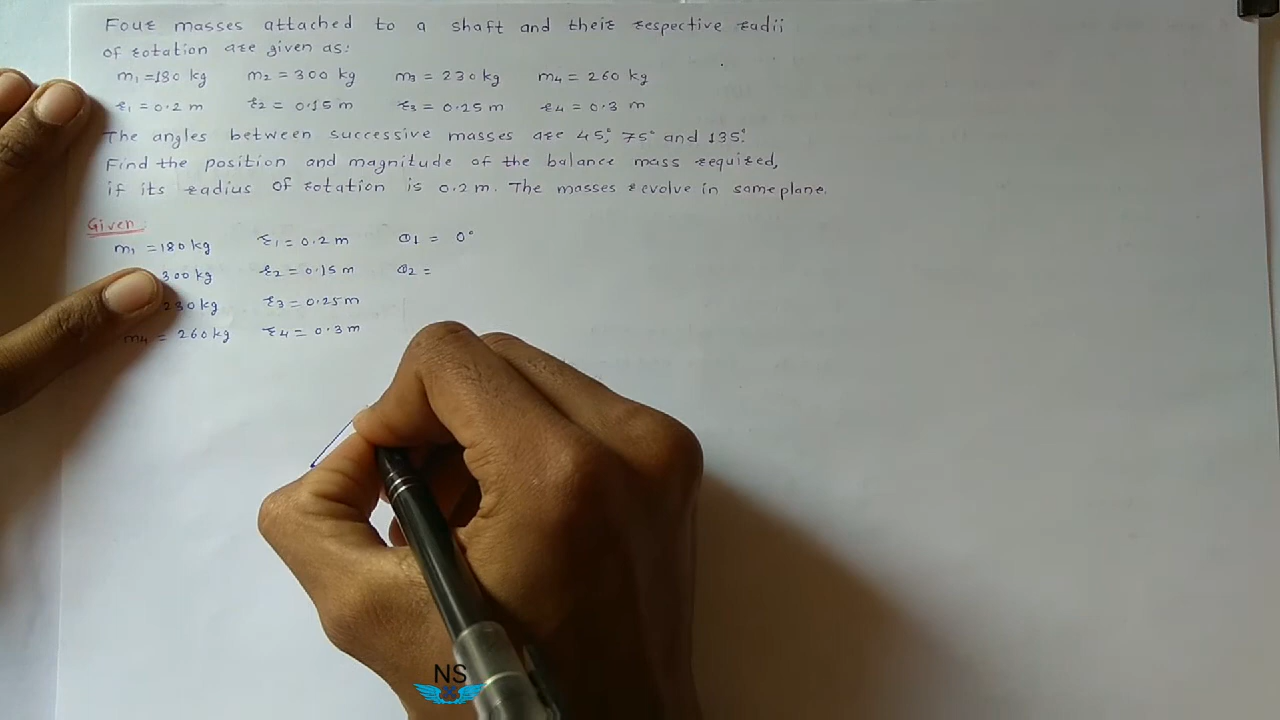 Four masses attached to a shaft and their respective radii
of rotation are given as:
m1 = 180 kg m2 = 300 kg m3 = 230 kg m4 = 260 kg
r1 = 0.2 m r2 = 0.15 m r3 = 0.25 m r4 = 0.3 m
The angles between successive masses are 45°, 75° and 135°.
Find the position and magnitude of the balance mass required,
if its radius of rotation is 0.2 m. The masses revolve in same plane.
Given:
m1 = 180 kg r1 = 0.2 m θ1 = 0°
300 kg r2 = 0.15 m θ2 =
230 kg r3 = 0.25 m
m4 = 260 kg r4 = 0.3 m
NS